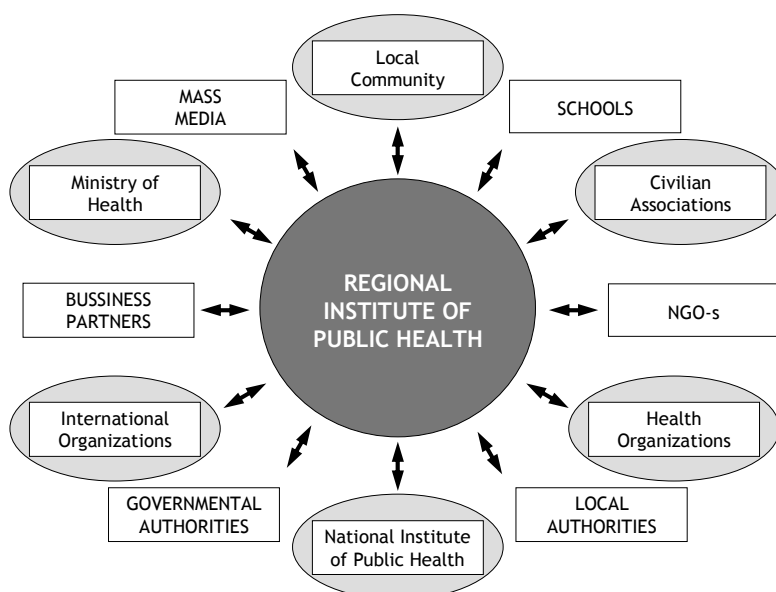 Local
Community
MASS
MEDIA
SCHOOLS
Ministry of
Health
Civilian
Associations
REGIONAL
INSTITUTE OF
PUBLIC HEALTH
BUSSINESS
PARTNERS
NGO-s
International
Organizations
Health
Organizations
GOVERNMENTAL
AUTHORITIES
LOCAL
AUTHORITIES
National Institute
of Public Health